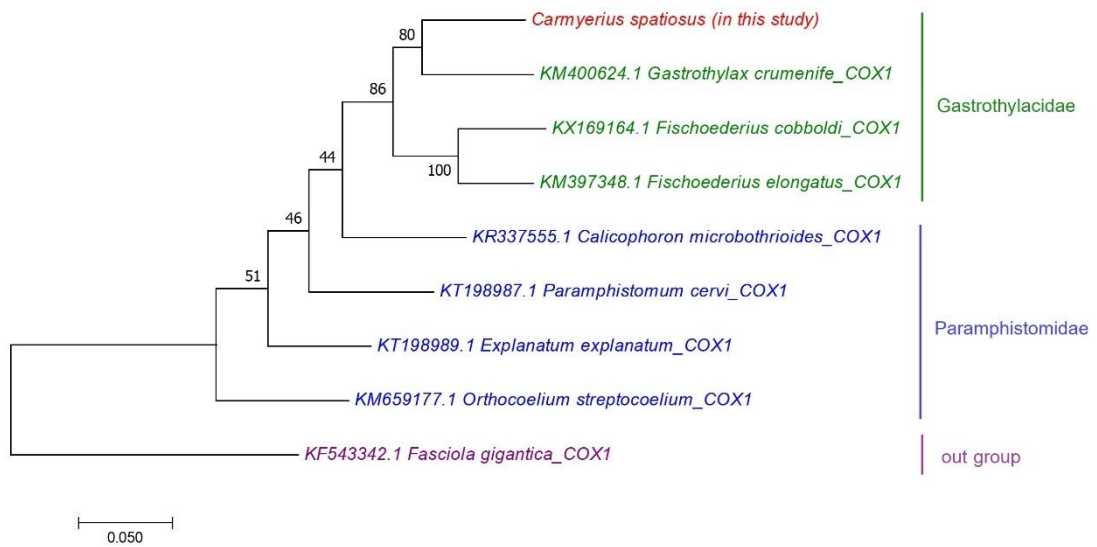 Carmyerius spatiosus (in this study)
80
KM400624.1 Gastrothylax crumenife_COX1
86
Gastrothylacidae
KX169164.1 Fischoederius cobboldi_COX1
100
44
KM397348.1 Fischoederius elongatus_COX1
46
KR337555.1 Calicophoron microbothrioides_COX1
51
KT198987.1 Paramphistomum cervi_COX1
Paramphistomidae
KT198989.1 Explanatum explanatum_COX1
KM659177.1 Orthocoelium streptocoelium_COX1
KF543342.1 Fasciola gigantica_COX1
out group
0.050